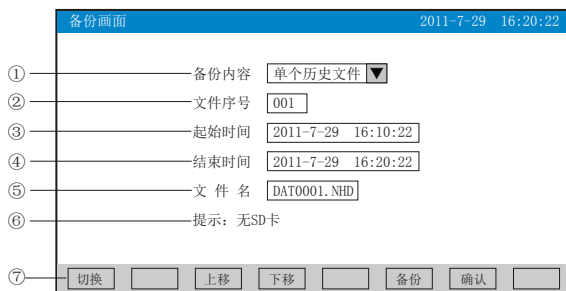 备份画面 2011-7-29 16:20:22
① 备份内容 单个历史文件 ▼
② 文件序号 001
③ 起始时间 2011-7-29 16:10:22
④ 结束时间 2011-7-29 16:20:22
⑤ 文 件 名 DAT0001.NHD
⑥ 提示：无SD卡
⑦ 切换 上移 下移 备份 确认